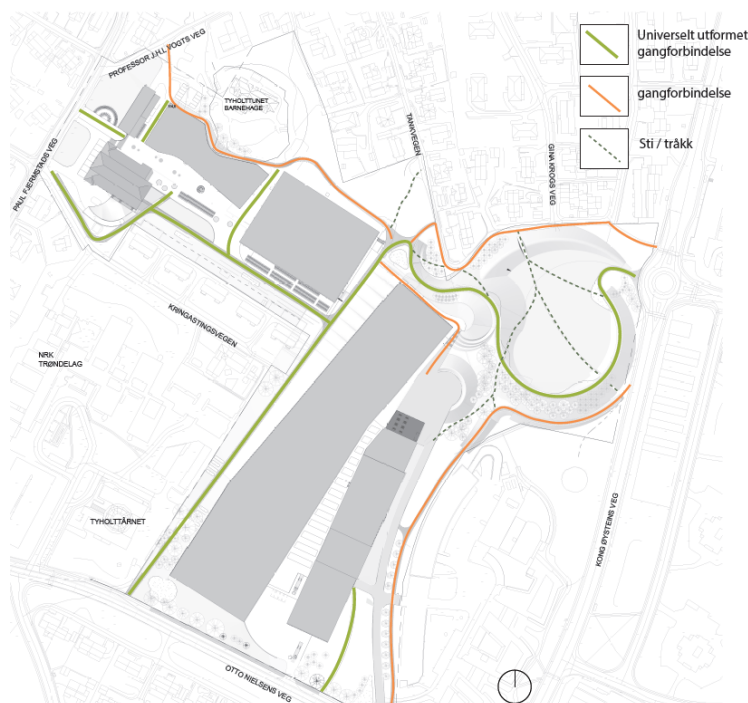 Universelt utformet
gangforbindelse
gangforbindelse
Sti / tråkk
PROFESSOR J.H.L VOGTS VEG
TYHOLTTUNET
BARNEHAGE
TANKVEGEN
GINA KROGS VEG
PAUL FJERMSTADS VEG
KRINGASTINGSVEGEN
NRK
TRØNDELAG
TYHOLTTÅRNET
KONG ØYSTEINS VEG
OTTO NIELSENS VEG